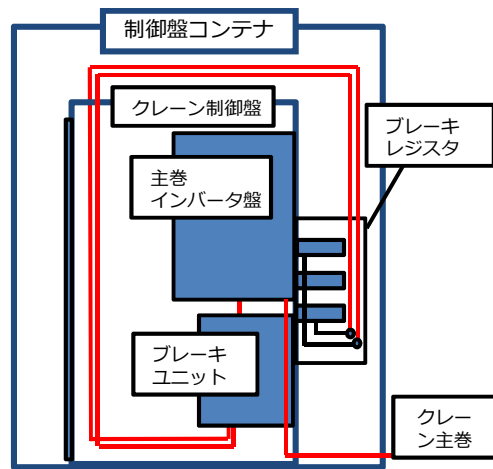 制御盤コンテナ
クレーン制御盤
ブレーキ
レジスタ
主巻
インバータ盤
ブレーキ
ユニット
クレー
ン主巻